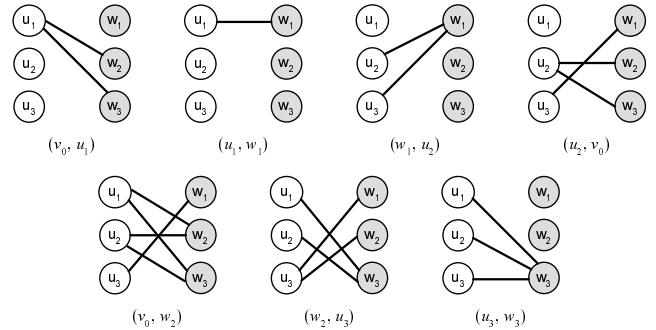 u₁ w₁ u₁ w₁ u₁ w₁ u₁ w₁
u₂ w₂ u₂ w₂ u₂ w₂ u₂ w₂
u₃ w₃ u₃ w₃ u₃ w₃ u₃ w₃
(v₀, u₁) (u₁, w₁) (w₁, u₂) (u₂, v₀)
u₁ w₁ u₁ w₁ u₁ w₁
u₂ w₂ u₂ w₂ u₂ w₂
u₃ w₃ u₃ w₃ u₃ w₃
(v₀, w₂) (w₂, u₃) (u₃, w₃)